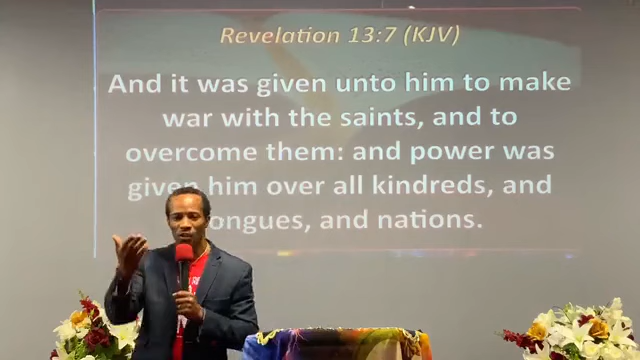 Revelation 13:7 (KJV)
And it was given unto him to make
war with the saints, and to
overcome them: and power was
given him over all kindreds, and
tongues, and nations.